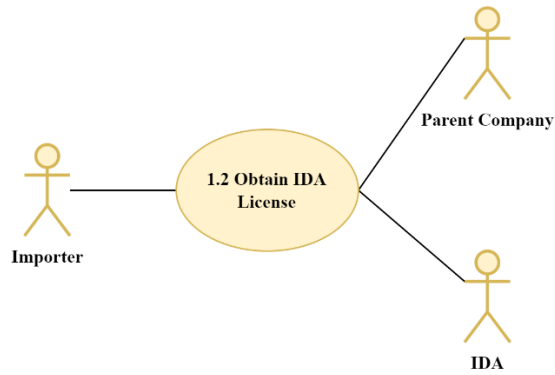 Parent Company
1.2 Obtain IDA
License
Importer
IDA